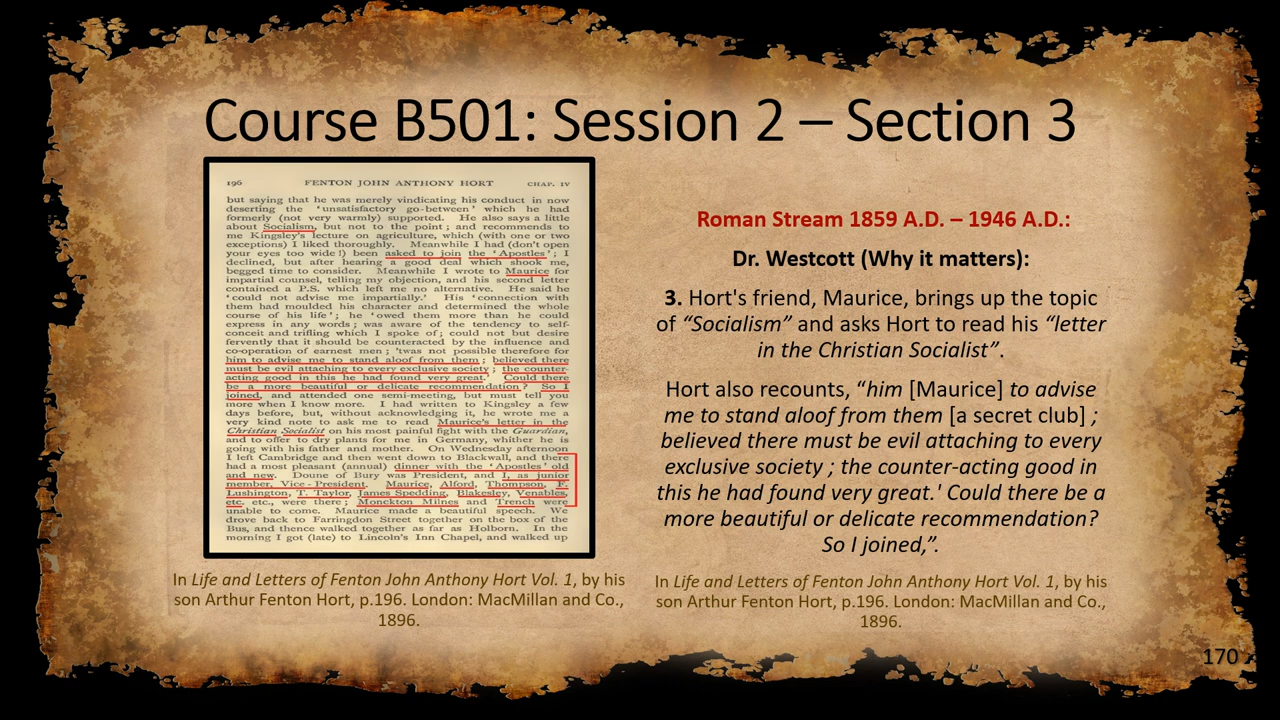 Course B501: Session 2 – Section 3
196 FENTON JOHN ANTHONY HORT CHAP. IV
but saying that he was merely vindicating his conduct in now
deserting the ‘unsatisfactory go-between’ which he had
formerly (not very warmly) supported. He also says a little
about Socialism, but not to the point; and recommends to
me Kingsley's lecture on agriculture, which (with one or two
exceptions) I liked thoroughly. Meanwhile I had (don't open
your eyes too wide!) been asked to join the ‘Apostles’; I
declined, but after hearing a good deal which shook me,
begged time to consider. Meanwhile I wrote to Maurice for
impartial counsel, telling my objection, and his second letter
contained a P.S. which left me no alternative. He said he
‘could not advise me impartially.’ His ‘connection with
them had moulded his character and determined the whole
course of his life’; he ‘owed them more than he could
express in any words; was aware of the tendency to self-
conceit and trifling which I spoke of; could not but desire
fervently that it should be counteracted by the influence and
co-operation of earnest men; 'twas not possible therefore for
him to advise me to stand aloof from them; believed there
must be evil attaching to every exclusive society; the counter-
acting good in this he had found very great.’ Could there
be a more beautiful or delicate recommendation? So I
joined, and attended one semi-meeting, but must tell you
more when I know more. I had written to Kingsley a few
days before, but, without acknowledging it, he wrote me a
very kind note to ask me to read Maurice's letter in the
Christian Socialist on his most painful fight with the Guardian,
and to offer to dry plants for me in Germany, whither he is
going with his father and mother. On Wednesday afternoon
I left Cambridge and then went down to Blackwall, and there
had a most pleasant (annual) dinner with the ‘Apostles’ old
and new. Donne of Bury was President, and I, as junior
member, Vice-President. Maurice, Alford, Thompson, F.
Lushington, T. Taylor, James Spedding, Blakesley, Venables,
etc. etc., were there; Monckton Milnes and Trench were
unable to come. Maurice made a beautiful speech. We
drove back to Farringdon Street together on the box of the
Bus, and thence walked together as far as Holborn. In the
morning I got (late) to Lincoln's Inn Chapel, and walked up
In Life and Letters of Fenton John Anthony Hort Vol. 1, by his
son Arthur Fenton Hort, p.196. London: MacMillan and Co.,
1896.
Roman Stream 1859 A.D. – 1946 A.D.:
Dr. Westcott (Why it matters):
3. Hort's friend, Maurice, brings up the topic
of “Socialism” and asks Hort to read his “letter
in the Christian Socialist”.
Hort also recounts, “him [Maurice] to advise
me to stand aloof from them [a secret club] ;
believed there must be evil attaching to every
exclusive society ; the counter-acting good in
this he had found very great.' Could there be a
more beautiful or delicate recommendation?
So I joined,”.
In Life and Letters of Fenton John Anthony Hort Vol. 1, by his
son Arthur Fenton Hort, p.196. London: MacMillan and Co.,
1896.
170